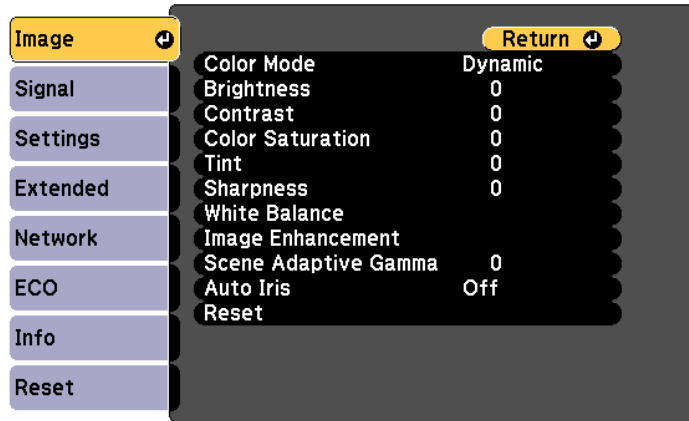 Image
Signal
Settings
Extended
Network
ECO
Info
Reset
Return
Color Mode Dynamic
Brightness 0
Contrast 0
Color Saturation 0
Tint 0
Sharpness 0
White Balance
Image Enhancement
Scene Adaptive Gamma 0
Auto Iris Off
Reset